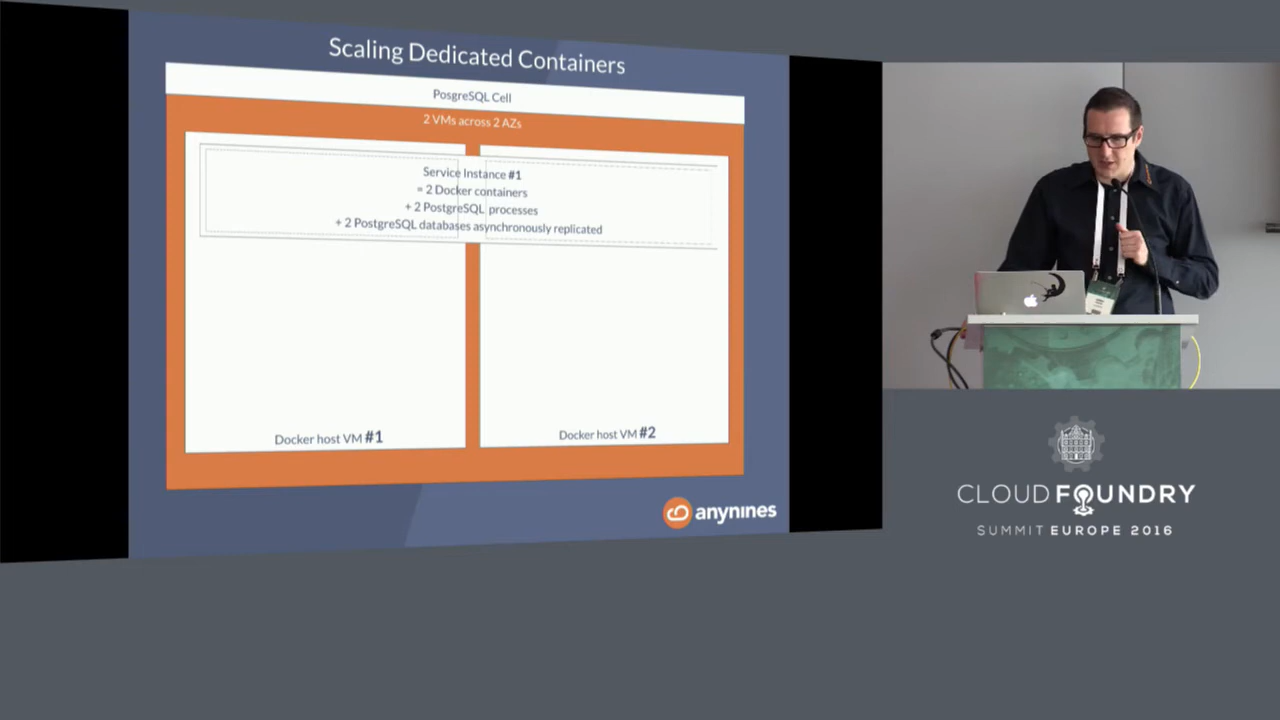 Scaling Dedicated Containers
PosgreSQL Cell
2 VMs across 2 AZs
Service Instance #1
= 2 Docker containers
+ 2 PostgreSQL processes
+ 2 PostgreSQL databases asynchronously replicated
Docker host VM #1
Docker host VM #2
anynines
CLOUD FOUNDRY
SUMMIT EUROPE 2016